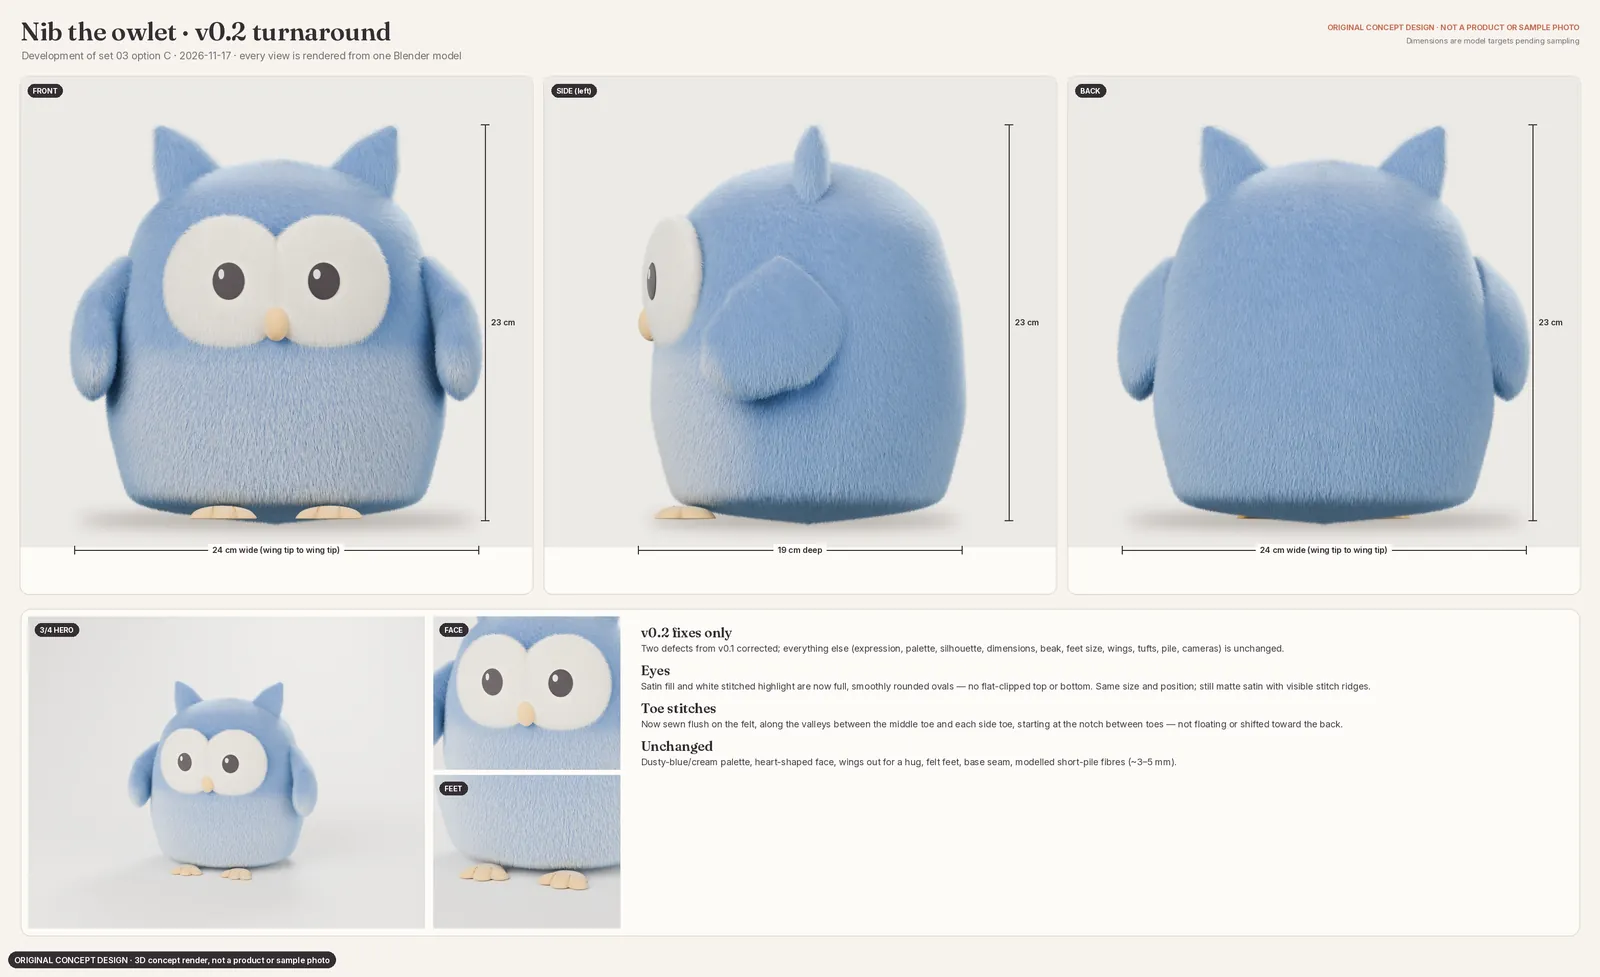 Nib the owlet · v0.2 turnaround
Development of set 03 option C · 2026-11-17 · every view is rendered from one Blender model
ORIGINAL CONCEPT DESIGN · NOT A PRODUCT OR SAMPLE PHOTO
Dimensions are model targets pending sampling
FRONT
23 cm
24 cm wide (wing tip to wing tip)
SIDE (left)
23 cm
19 cm deep
BACK
23 cm
24 cm wide (wing tip to wing tip)
3/4 HERO
FACE
FEET
v0.2 fixes only
Two defects from v0.1 corrected; everything else (expression, palette, silhouette, dimensions, beak, feet size, wings, tufts, pile, cameras) is unchanged.
Eyes
Satin fill and white stitched highlight are now full, smoothly rounded ovals — no flat-clipped top or bottom. Same size and position; still matte satin with visible stitch ridges.
Toe stitches
Now sewn flush on the felt, along the valleys between the middle toe and each side toe, starting at the notch between toes — not floating or shifted toward the back.
Unchanged
Dusty-blue/cream palette, heart-shaped face, wings out for a hug, felt feet, base seam, modelled short-pile fibres (~3–5 mm).
ORIGINAL CONCEPT DESIGN · 3D concept render, not a product or sample photo